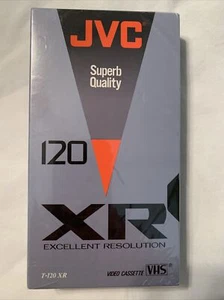 JVC
Superb
Quality
120
XR
EXCELLENT RESOLUTION
T-120 XR
VIDEO CASSETTE VHS